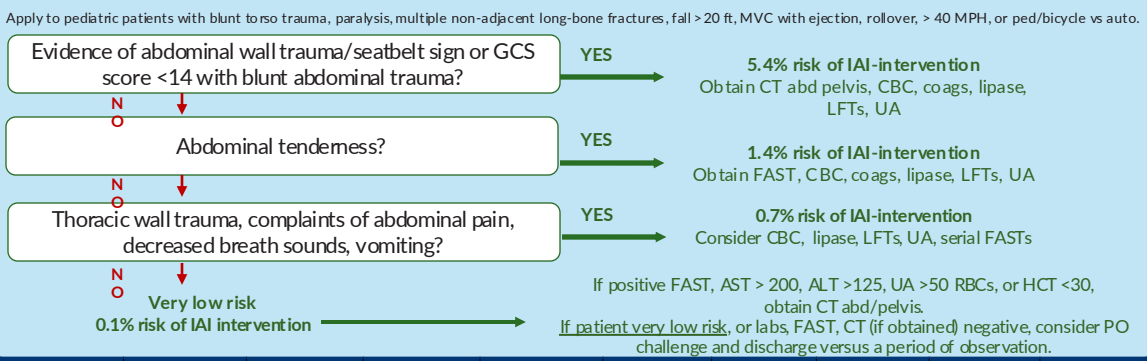 Apply to pediatric patients with blunt torso trauma, paralysis, multiple non-adjacent long-bone fractures, fall >20 ft, MVC with ejection, rollover, > 40 MPH, or ped/bicycle vs auto.
Evidence of abdominal wall trauma/seatbelt sign or GCS
score <14 with blunt abdominal trauma?
YES
5.4% risk of IAI-intervention
Obtain CT abd pelvis, CBC, coags, lipase,
LFTs, UA
N
O
Abdominal tenderness?
YES
1.4% risk of IAI-intervention
Obtain FAST, CBC, coags, lipase, LFTs, UA
N
O
Thoracic wall trauma, complaints of abdominal pain,
decreased breath sounds, vomiting?
YES
0.7% risk of IAI-intervention
Consider CBC, lipase, LFTs, UA, serial FASTs
N
O
Very low risk
0.1% risk of IAI intervention
If positive FAST, AST > 200, ALT >125, UA >50 RBCs, or HCT <30,
obtain CT abd/pelvis.
If patient very low risk, or labs, FAST, CT (if obtained) negative, consider PO
challenge and discharge versus a period of observation.